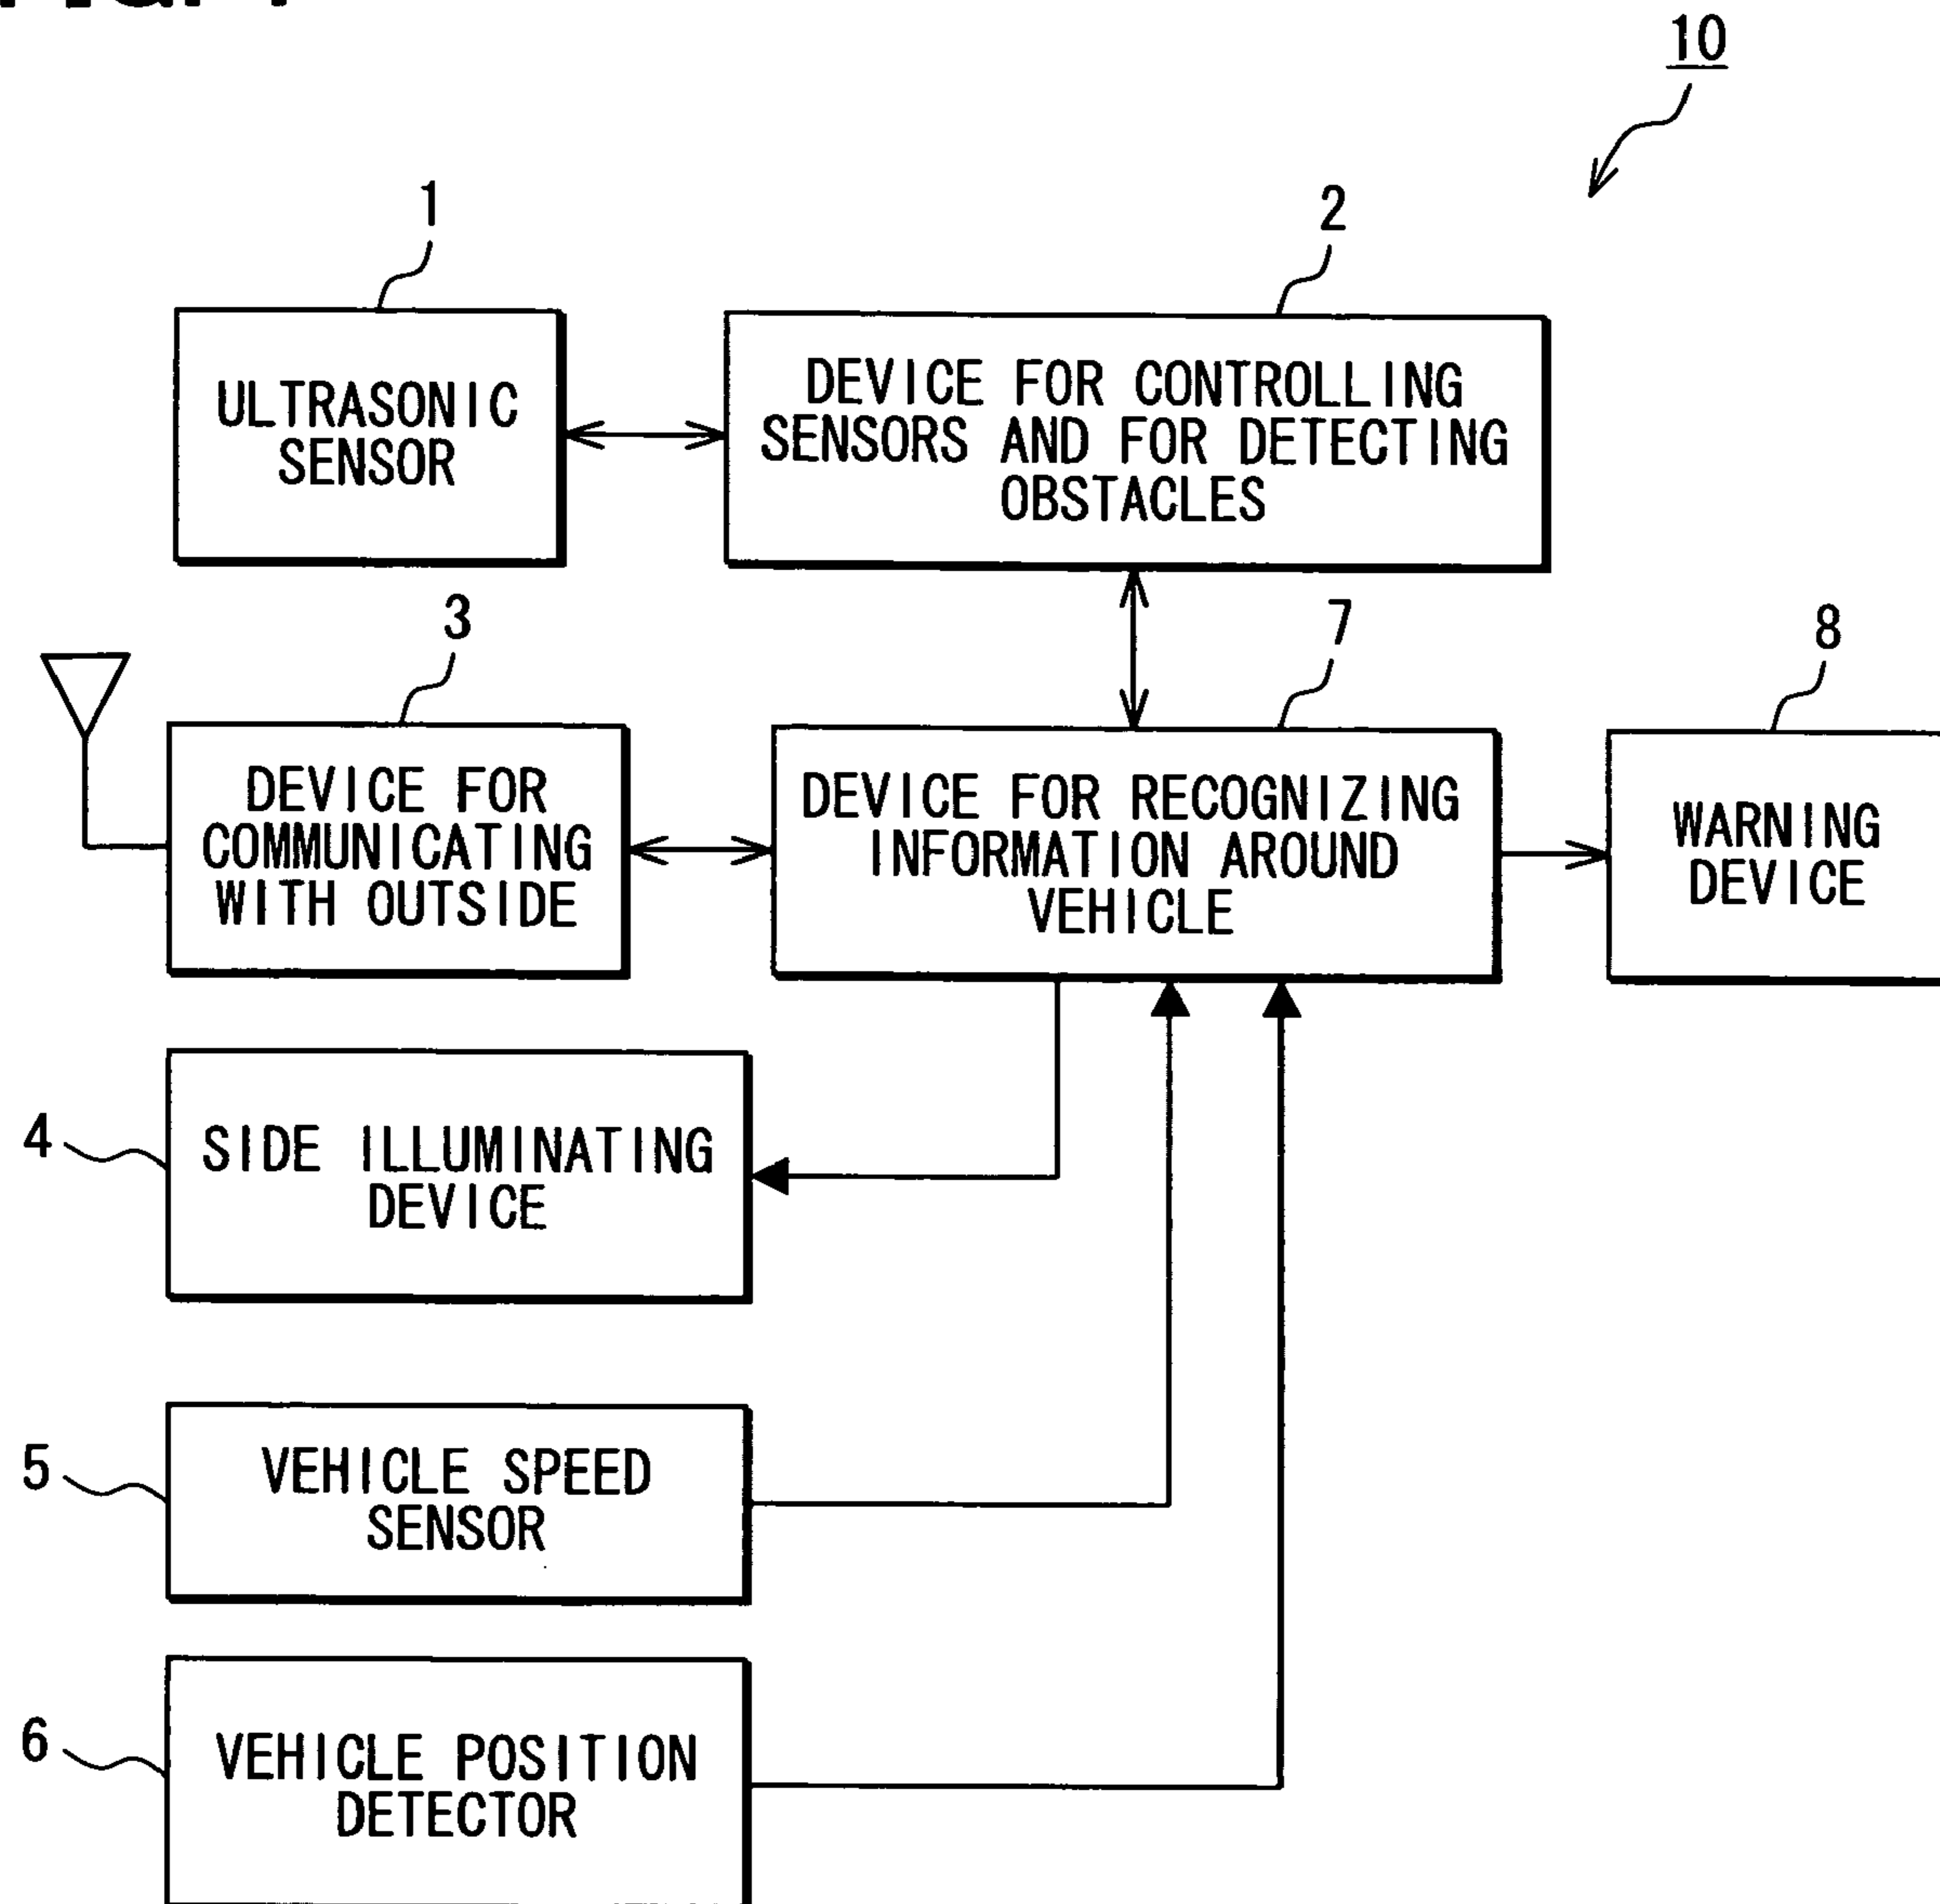 10
1
2
ULTRASONIC
SENSOR
DEVICE FOR CONTROLLING
SENSORS AND FOR DETECTING
OBSTACLES
3
7
8
DEVICE FOR
COMMUNICATING
WITH OUTSIDE
DEVICE FOR RECOGNIZING
INFORMATION AROUND
VEHICLE
WARNING
DEVICE
4
SIDE ILLUMINATING
DEVICE
5
VEHICLE SPEED
SENSOR
6
VEHICLE POSITION
DETECTOR